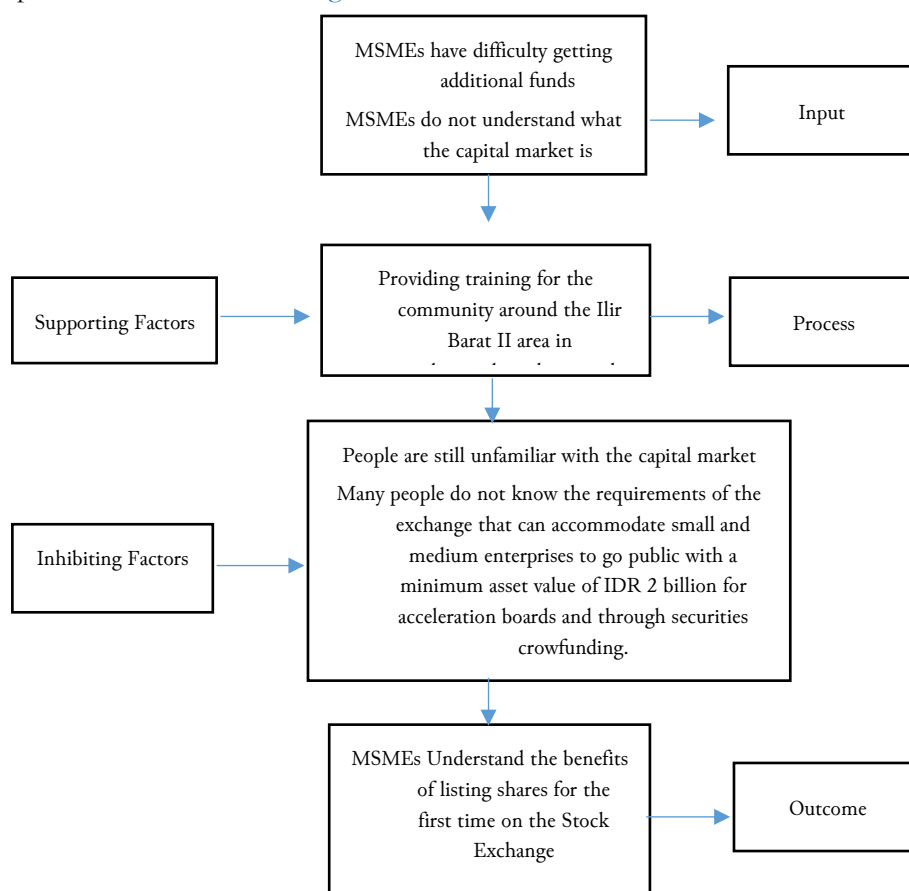 MSMEs have difficulty getting
additional funds
MSMEs do not understand what
the capital market is
Input
Providing training for the
community around the Ilir
Barat II area in
Supporting Factors
Process
People are still unfamiliar with the capital market
Many people do not know the requirements of the
exchange that can accommodate small and
medium enterprises to go public with a
minimum asset value of IDR 2 billion for
acceleration boards and through securities
crowfunding.
Inhibiting Factors
MSMEs Understand the benefits
of listing shares for the
first time on the Stock
Exchange
Outcome